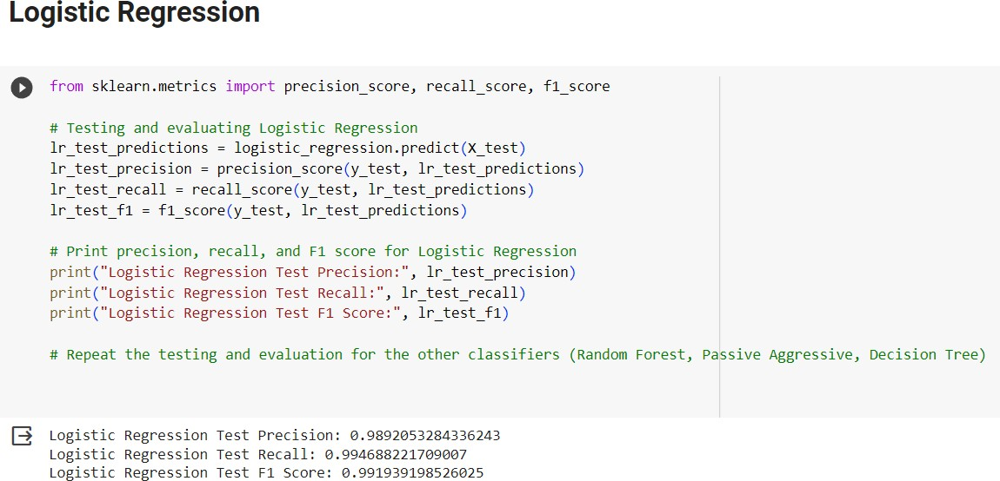 Logistic Regression
from sklearn.metrics import precision_score, recall_score, f1_score
# Testing and evaluating Logistic Regression
lr_test_predictions = logistic_regression.predict(X_test)
lr_test_precision = precision_score(y_test, lr_test_predictions)
lr_test_recall = recall_score(y_test, lr_test_predictions)
lr_test_f1 = f1_score(y_test, lr_test_predictions)
# Print precision, recall, and F1 score for Logistic Regression
print("Logistic Regression Test Precision:", lr_test_precision)
print("Logistic Regression Test Recall:", lr_test_recall)
print("Logistic Regression Test F1 Score:", lr_test_f1)
# Repeat the testing and evaluation for the other classifiers (Random Forest, Passive Aggressive, Decision Tree)
Logistic Regression Test Precision: 0.9892053284336243
Logistic Regression Test Recall: 0.994688221709007
Logistic Regression Test F1 Score: 0.991939198526025